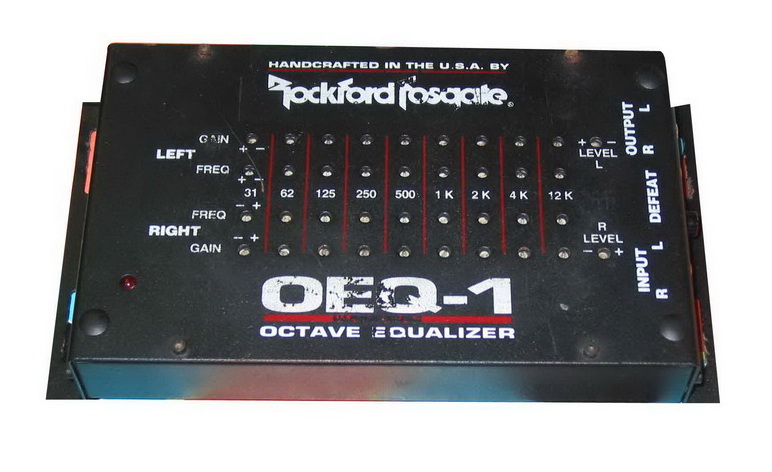 HANDCRAFTED IN THE U.S.A. BY
Rockford Fosgate®
GAIN
+ –
LEFT
FREQ
+ –
31 62 125 250 500 1 K 2 K 4 K 12 K
– +
FREQ
RIGHT
– +
GAIN
+ –
LEVEL
L
R
LEVEL
– +
OUTPUT
R L
DEFEAT
INPUT
R L
OEQ-1
OCTAVE EQUALIZER